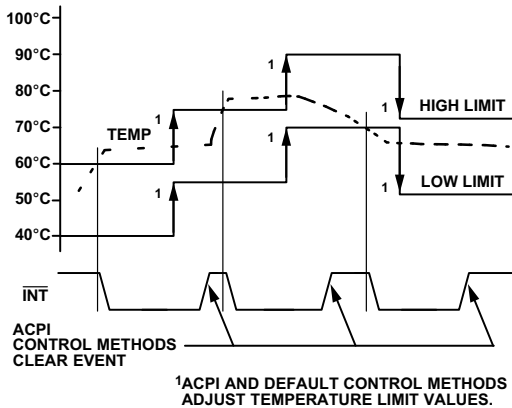 100°C
90°C
80°C
70°C
60°C
50°C
40°C
TEMP
1
1
1
1
1
1
HIGH LIMIT
LOW LIMIT
INT
ACPI
CONTROL METHODS
CLEAR EVENT
1ACPI AND DEFAULT CONTROL METHODS
ADJUST TEMPERATURE LIMIT VALUES.